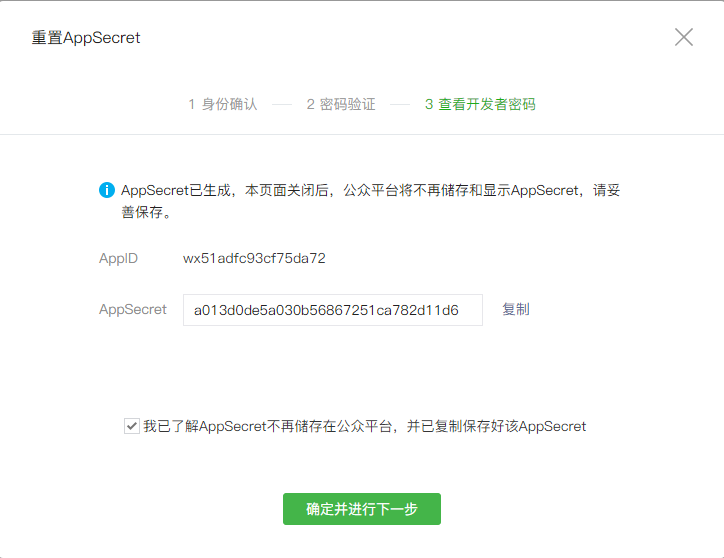 重置AppSecret
1 身份确认 2 密码验证 3 查看开发者密码
AppSecret已生成，本页面关闭后，公众平台将不再储存和显示AppSecret，请妥
善保存。
AppID wx51adfc93cf75da72
AppSecret a013d0de5a030b56867251ca782d11d6 复制
我已了解AppSecret不再储存在公众平台，并已复制保存好该AppSecret
确定并进行下一步